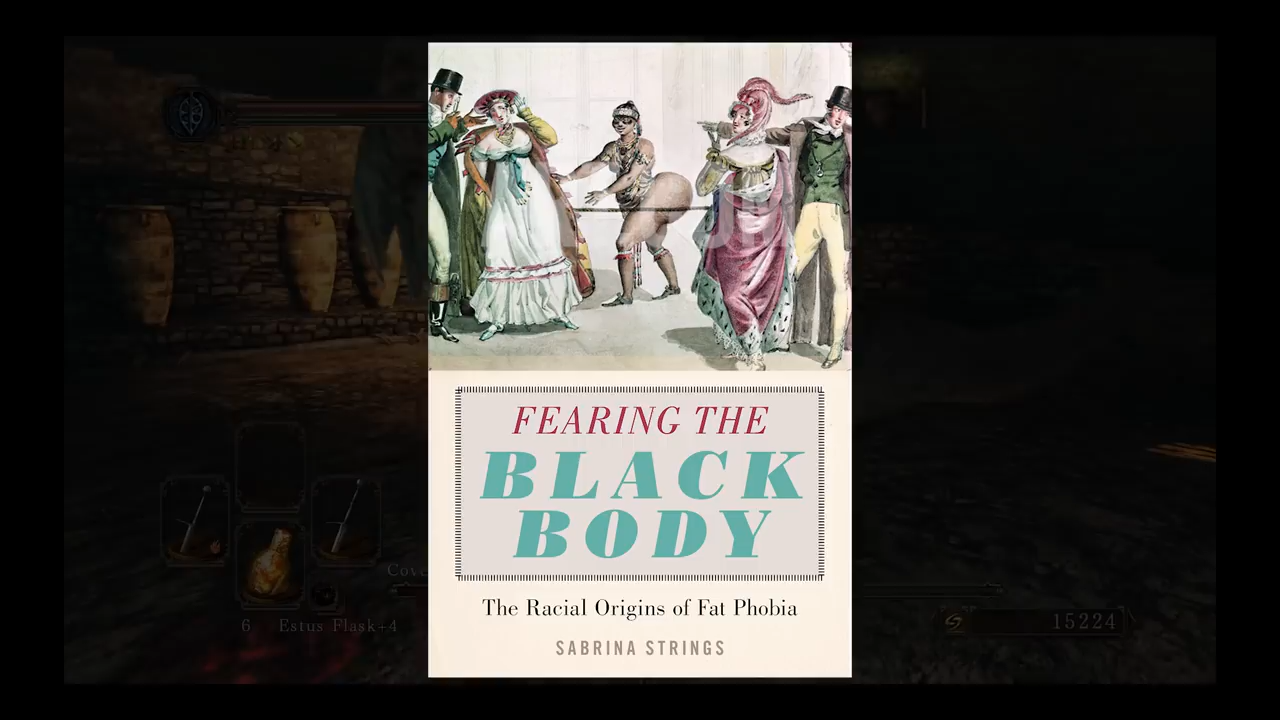 FEARING THE
BLACK
BODY
The Racial Origins of Fat Phobia
SABRINA STRINGS
6 Estus Flask+4
15224